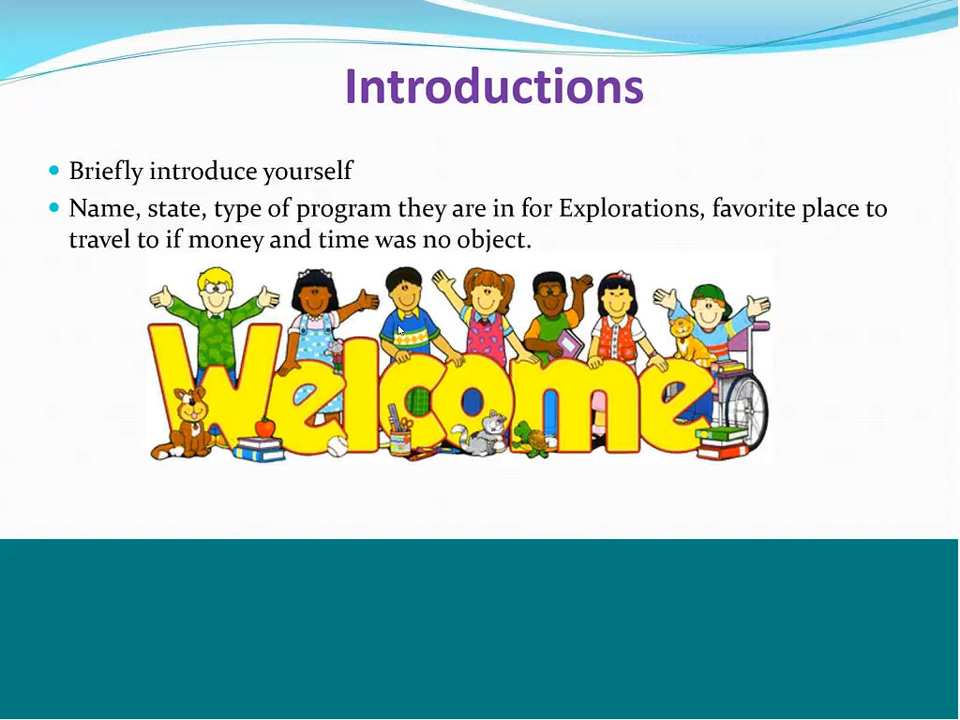 Introductions
Briefly introduce yourself
Name, state, type of program they are in for Explorations, favorite place to
travel to if money and time was no object.
Welcome